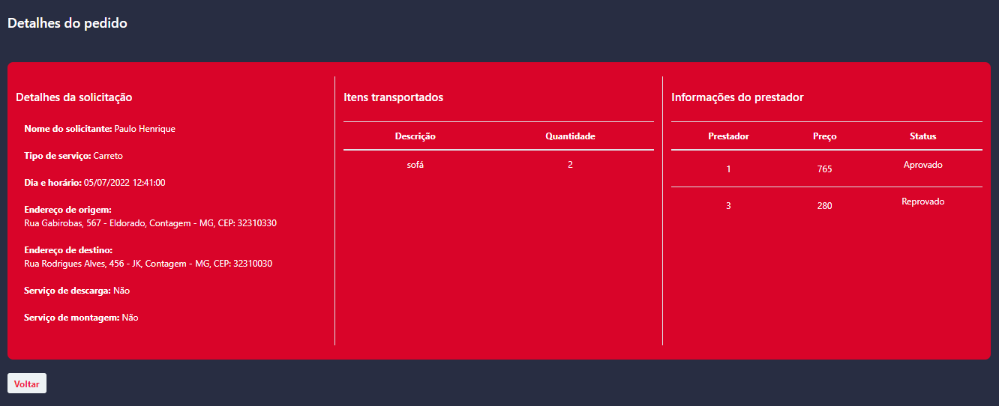 Detalhes do pedido
Detalhes da solicitação
Nome do solicitante: Paulo Henrique
Tipo de serviço: Carreto
Dia e horário: 05/07/2022 12:41:00
Endereço de origem:
Rua Gabirobas, 567 - Eldorado, Contagem - MG, CEP: 32310330
Endereço de destino:
Rua Rodrigues Alves, 456 - JK, Contagem - MG, CEP: 32310030
Serviço de descarga: Não
Serviço de montagem: Não
Itens transportados
Descrição Quantidade
sofá 2
Informações do prestador
Prestador Preço Status
1 765 Aprovado
3 280 Reprovado
Voltar